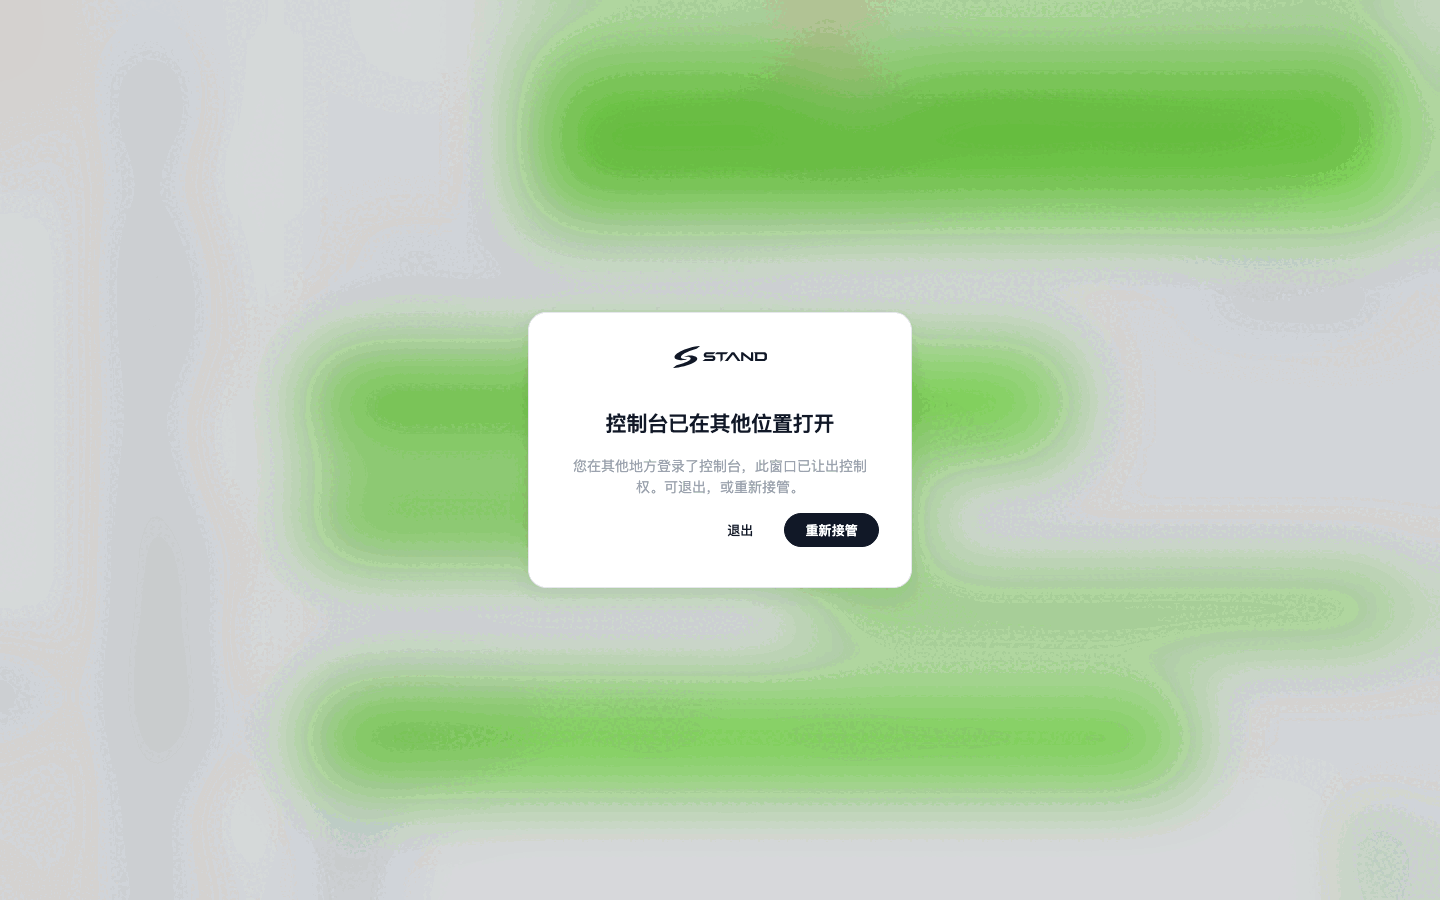 STAND
控制台已在其他位置打开
您在其他地方登录了控制台，此窗口已让出控制
权。可退出，或重新接管。
退出
重新接管